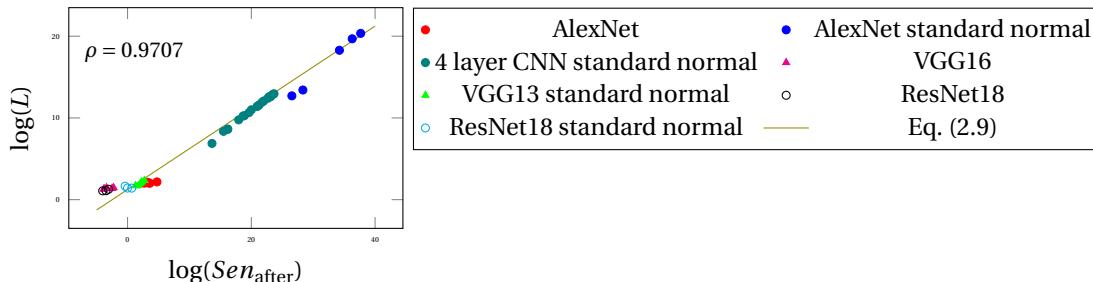 20
10
0
0
20
40
ρ = 0.9707
log(L)
log(Sen_after)
AlexNet
AlexNet standard normal
4 layer CNN standard normal
VGG16
VGG13 standard normal
ResNet18
ResNet18 standard normal
Eq. (2.9)